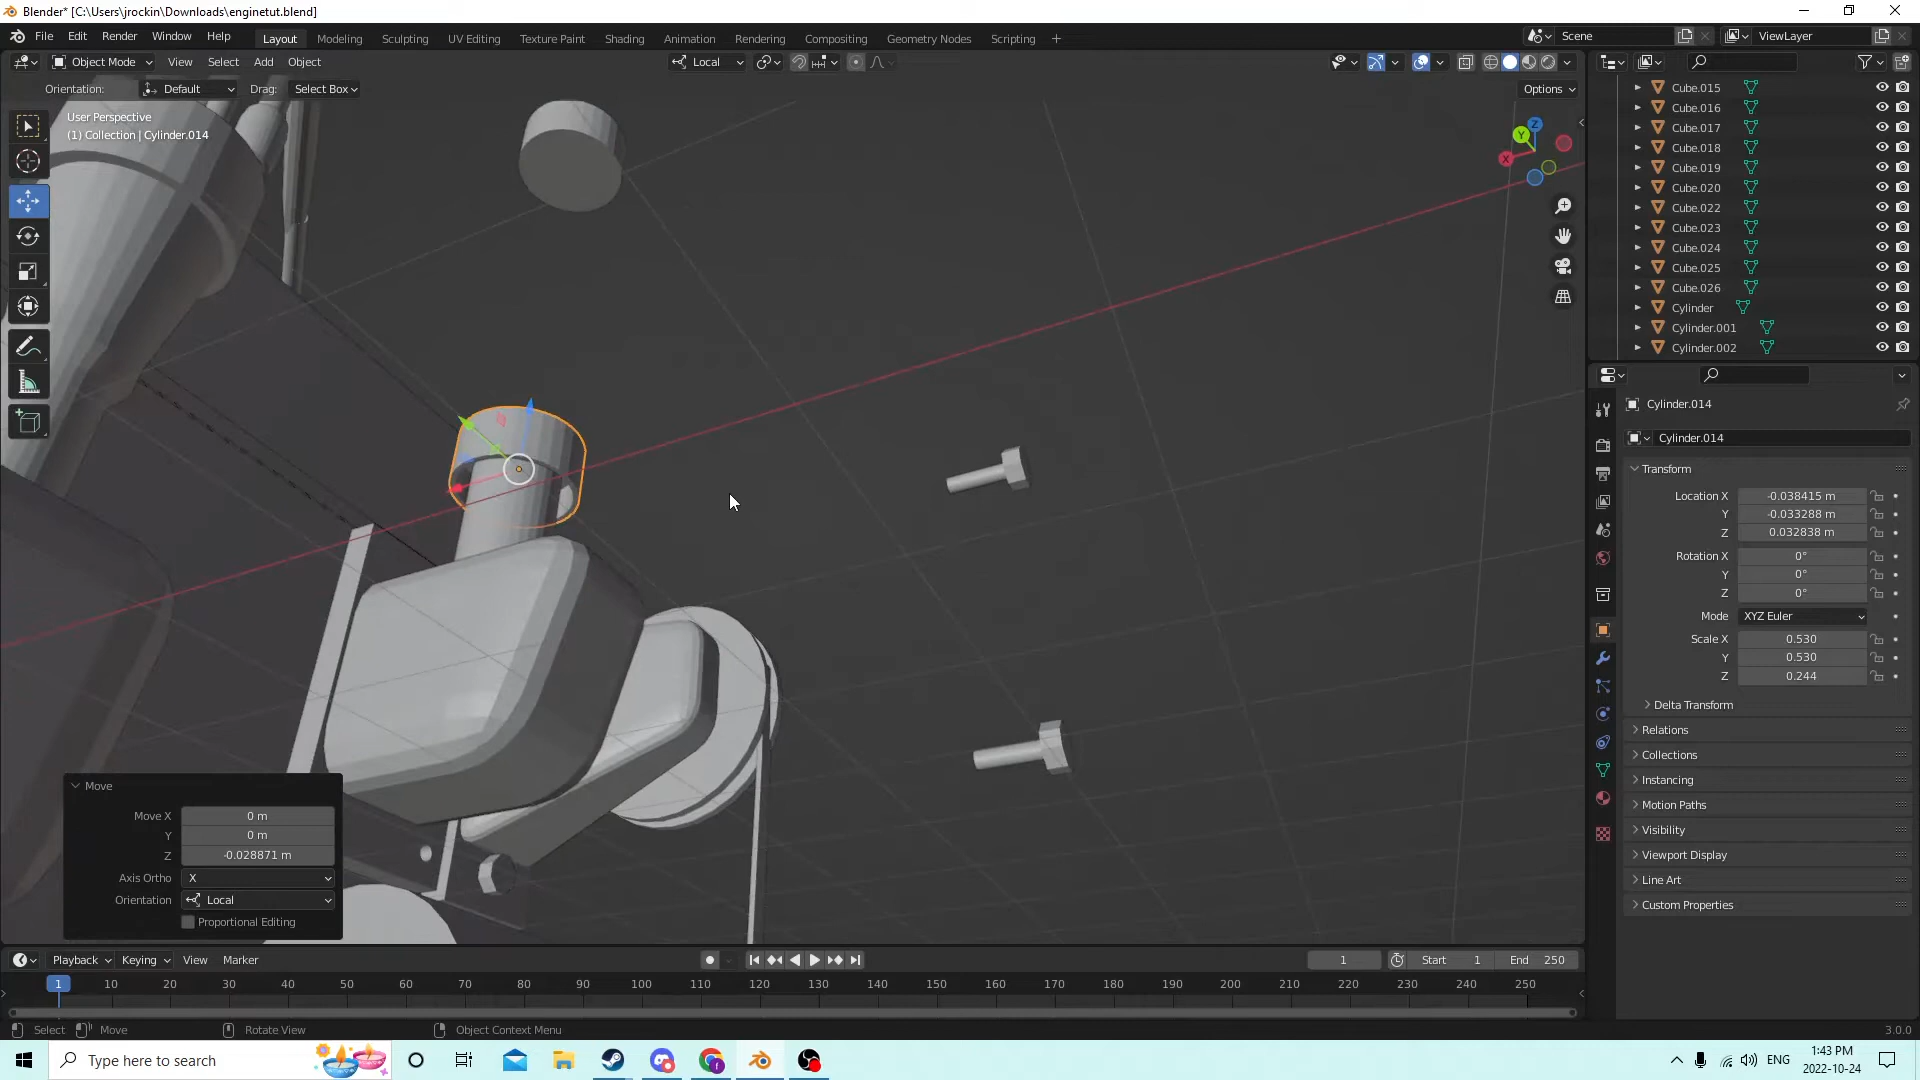 Blender* [C:\Users\jrockin\Downloads\enginetut.blend]
File Edit Render Window Help Layout Modeling Sculpting UV Editing Texture Paint Shading Animation Rendering Compositing Geometry Nodes Scripting + Scene ViewLayer
Object Mode View Select Add Object Local
Orientation: Default Drag: Select Box Options
User Perspective
(1) Collection | Cylinder.014
Z
Y
X
Cube.015
Cube.016
Cube.017
Cube.018
Cube.019
Cube.020
Cube.022
Cube.023
Cube.024
Cube.025
Cube.026
Cylinder
Cylinder.001
Cylinder.002
Cylinder.014
Cylinder.014
Transform
Location X -0.038415 m
Y -0.033288 m
Z 0.032838 m
Rotation X 0°
Y 0°
Z 0°
Mode XYZ Euler
Scale X 0.530
Y 0.530
Z 0.244
Delta Transform
Relations
Collections
Instancing
Motion Paths
Visibility
Viewport Display
Line Art
Custom Properties
Move
Move X 0 m
Y 0 m
Z -0.028871 m
Axis Ortho X
Orientation Local
Proportional Editing
Playback Keying View Marker 1 Start 1 End 250
1 10 20 30 40 50 60 70 80 90 100 110 120 130 140 150 160 170 180 190 200 210 220 230 240 250
Select Move Rotate View Object Context Menu 3.0.0
Type here to search
ENG
1:43 PM
2022-10-24